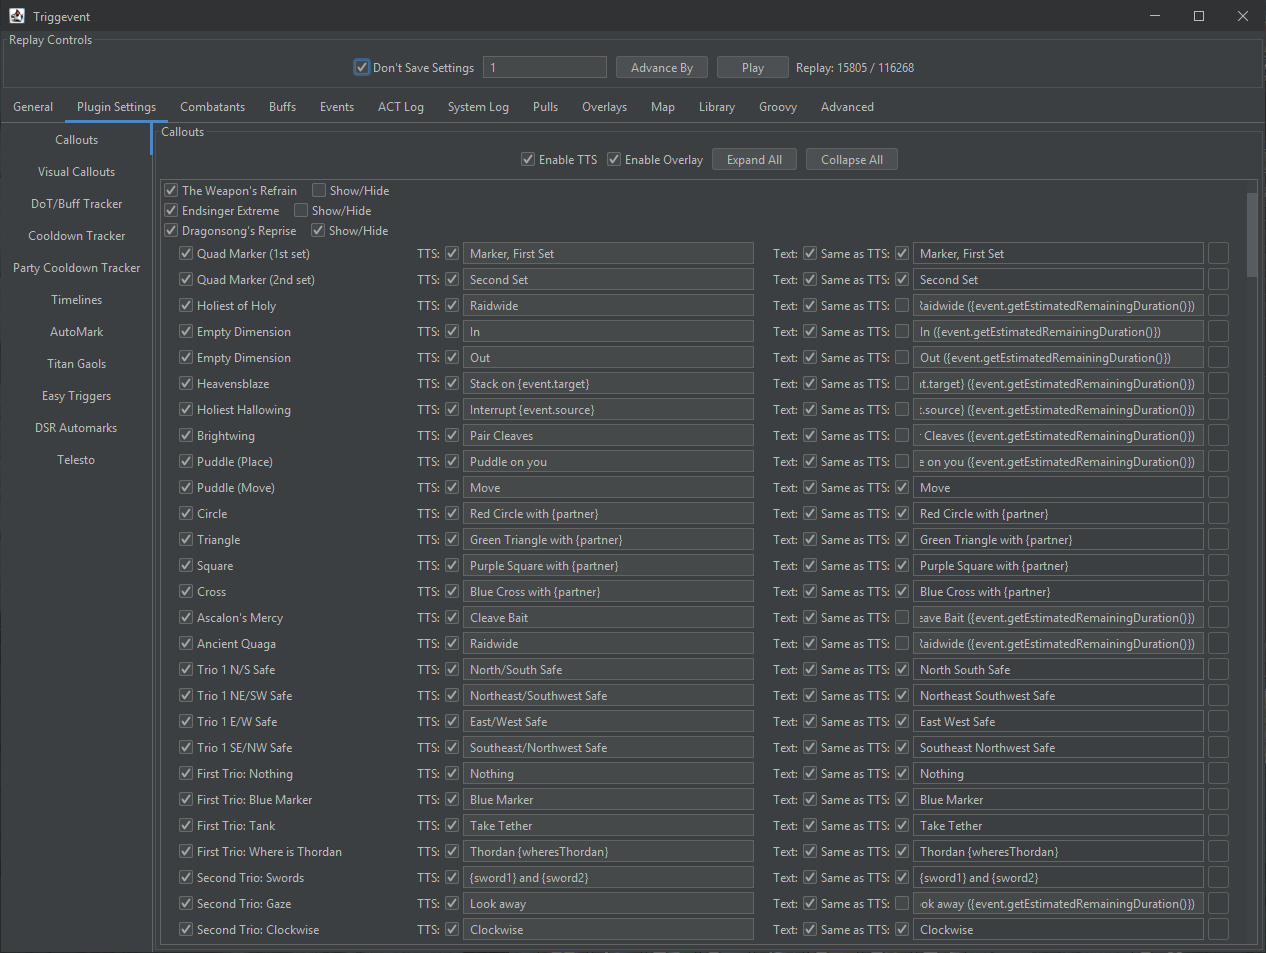 Triggevent
Replay Controls
Don't Save Settings 1 Advance By Play Replay: 15805 / 116268
General Plugin Settings Combatants Buffs Events ACT Log System Log Pulls Overlays Map Library Groovy Advanced
Callouts
Visual Callouts
DoT/Buff Tracker
Cooldown Tracker
Party Cooldown Tracker
Timelines
AutoMark
Titan Gaols
Easy Triggers
DSR Automarks
Telesto
Callouts
Enable TTS Enable Overlay Expand All Collapse All
The Weapon's Refrain Show/Hide
Endsinger Extreme Show/Hide
Dragonsong's Reprise Show/Hide
Quad Marker (1st set) TTS: Marker, First Set Text: Same as TTS: Marker, First Set
Quad Marker (2nd set) TTS: Second Set Text: Same as TTS: Second Set
Holiest of Holy TTS: Raidwide Text: Same as TTS: Raidwide ({event.getEstimatedRemainingDuration()})
Empty Dimension TTS: In Text: Same as TTS: In ({event.getEstimatedRemainingDuration()})
Empty Dimension TTS: Out Text: Same as TTS: Out ({event.getEstimatedRemainingDuration()})
Heavensblaze TTS: Stack on {event.target} Text: Same as TTS: nt.target} ({event.getEstimatedRemainingDuration()})
Holiest Hallowing TTS: Interrupt {event.source} Text: Same as TTS: t.source} ({event.getEstimatedRemainingDuration()})
Brightwing TTS: Pair Cleaves Text: Same as TTS: Cleaves ({event.getEstimatedRemainingDuration()})
Puddle (Place) TTS: Puddle on you Text: Same as TTS: e on you ({event.getEstimatedRemainingDuration()})
Puddle (Move) TTS: Move Text: Same as TTS: Move
Circle TTS: Red Circle with {partner} Text: Same as TTS: Red Circle with {partner}
Triangle TTS: Green Triangle with {partner} Text: Same as TTS: Green Triangle with {partner}
Square TTS: Purple Square with {partner} Text: Same as TTS: Purple Square with {partner}
Cross TTS: Blue Cross with {partner} Text: Same as TTS: Blue Cross with {partner}
Ascalon's Mercy TTS: Cleave Bait Text: Same as TTS: eave Bait ({event.getEstimatedRemainingDuration()})
Ancient Quaga TTS: Raidwide Text: Same as TTS: Raidwide ({event.getEstimatedRemainingDuration()})
Trio 1 N/S Safe TTS: North/South Safe Text: Same as TTS: North South Safe
Trio 1 NE/SW Safe TTS: Northeast/Southwest Safe Text: Same as TTS: Northeast Southwest Safe
Trio 1 E/W Safe TTS: East/West Safe Text: Same as TTS: East West Safe
Trio 1 SE/NW Safe TTS: Southeast/Northwest Safe Text: Same as TTS: Southeast Northwest Safe
First Trio: Nothing TTS: Nothing Text: Same as TTS: Nothing
First Trio: Blue Marker TTS: Blue Marker Text: Same as TTS: Blue Marker
First Trio: Tank TTS: Take Tether Text: Same as TTS: Take Tether
First Trio: Where is Thordan TTS: Thordan {wheresThordan} Text: Same as TTS: Thordan {wheresThordan}
Second Trio: Swords TTS: {sword1} and {sword2} Text: Same as TTS: {sword1} and {sword2}
Second Trio: Gaze TTS: Look away Text: Same as TTS: ok away ({event.getEstimatedRemainingDuration()})
Second Trio: Clockwise TTS: Clockwise Text: Same as TTS: Clockwise